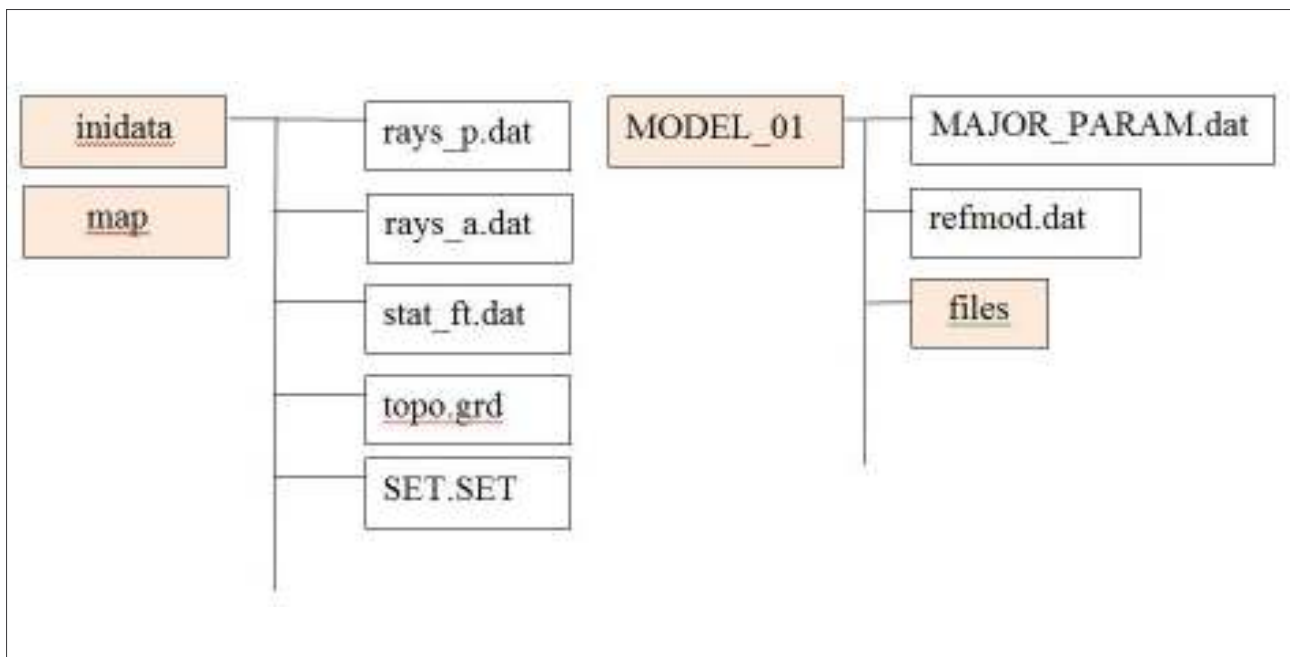 inidata
map
rays_p.dat
rays_a.dat
stat_ft.dat
topo.grd
SET.SET
MODEL_01
MAJOR_PARAM.dat
refmod.dat
files